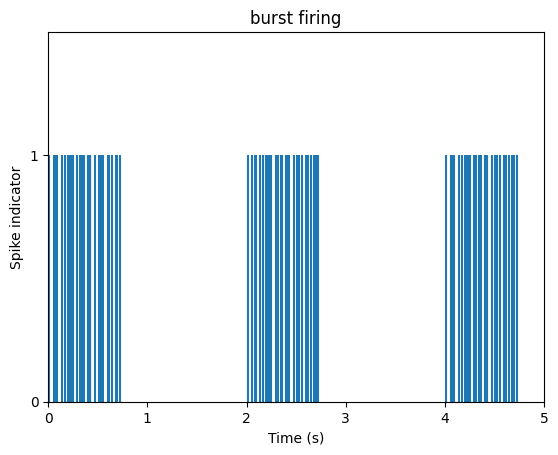 burst firing
Spike indicator
1
0
0 1 2 3 4 5
Time (s)